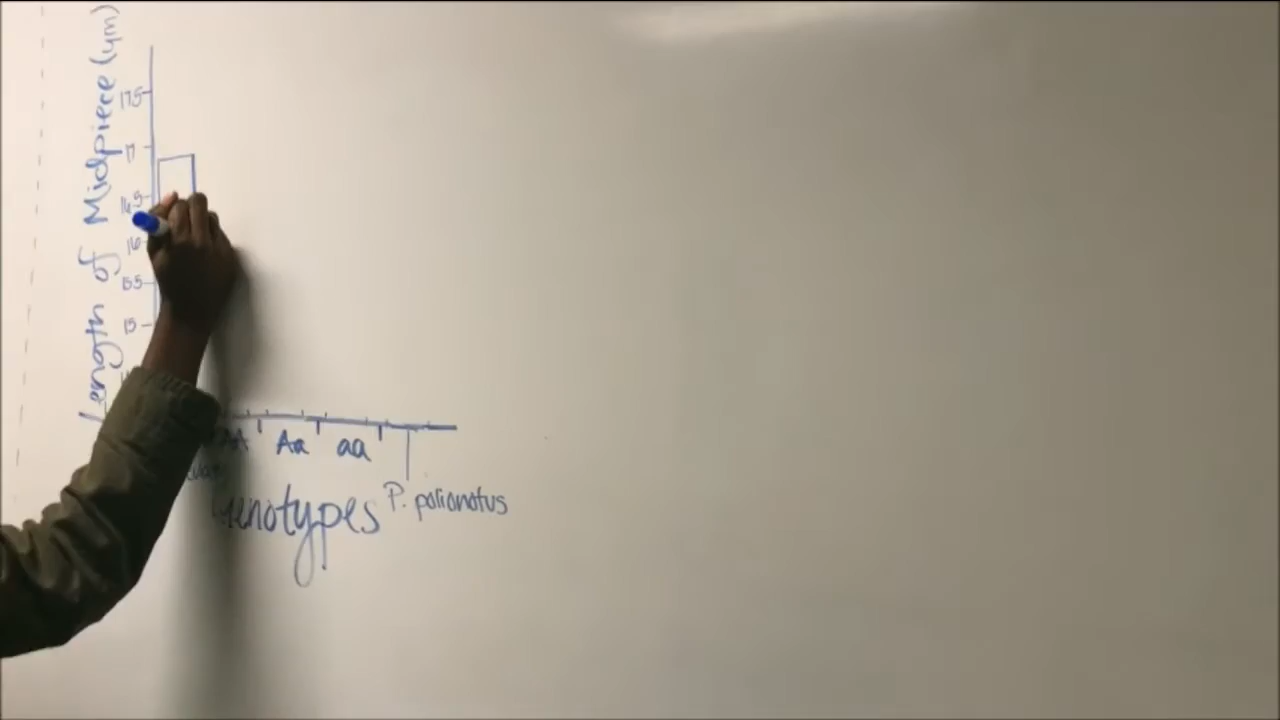 Length of Midpiece (μm)
17.5
17
16.5
16
15.5
15
AA Aa aa
Genotypes P. polionotus